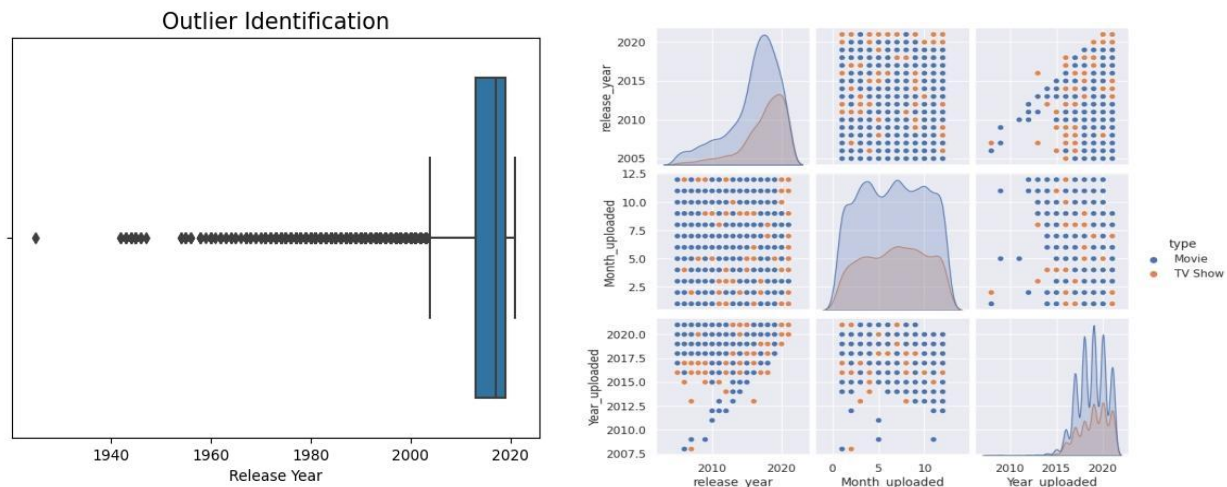 Outlier Identification
1940 1960 1980 2000 2020
Release Year
release_year
2020
2015
2010
2005
Month_uploaded
12.5
10.0
7.5
5.0
2.5
Year_uploaded
2020.0
2017.5
2015.0
2012.5
2010.0
2007.5
2010 2020
release_year
0 5 10
Month_uploaded
2010 2015 2020
Year_uploaded
type
Movie
TV Show